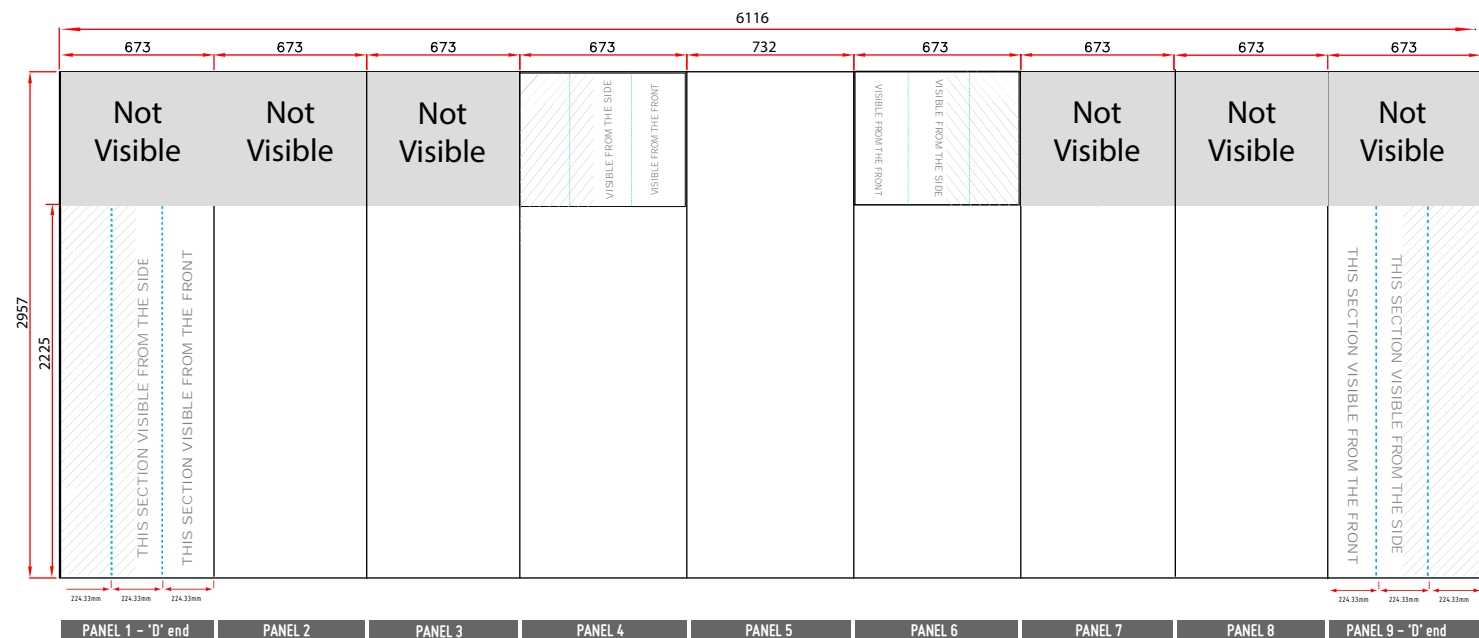 6116
673
673
673
673
732
673
673
673
673
Not
Visible
Not
Visible
Not
Visible
VISIBLE FROM THE SIDE
VISIBLE FROM THE FRONT
VISIBLE FROM THE FRONT
VISIBLE FROM THE SIDE
Not
Visible
Not
Visible
Not
Visible
2957
2225
THIS SECTION VISIBLE FROM THE SIDE
THIS SECTION VISIBLE FROM THE FRONT
THIS SECTION VISIBLE FROM THE FRONT
THIS SECTION VISIBLE FROM THE SIDE
224.33mm
224.33mm
224.33mm
224.33mm
224.33mm
224.33mm
PANEL 1 - 'D' end
PANEL 2
PANEL 3
PANEL 4
PANEL 5
PANEL 6
PANEL 7
PANEL 8
PANEL 9 - 'D' end